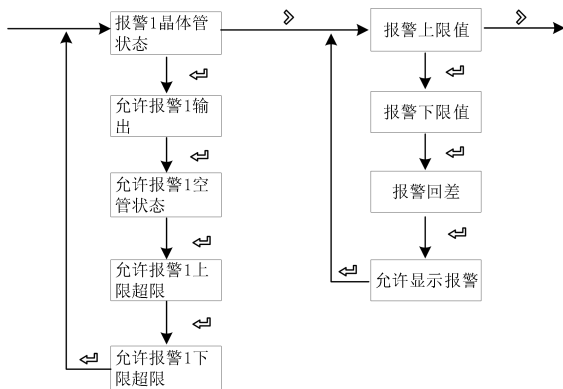 报警1晶体管
状态
允许报警1输
出
允许报警1空
管状态
允许报警1上
限超限
允许报警1下
限超限
报警上限值
报警下限值
报警回差
允许显示报警